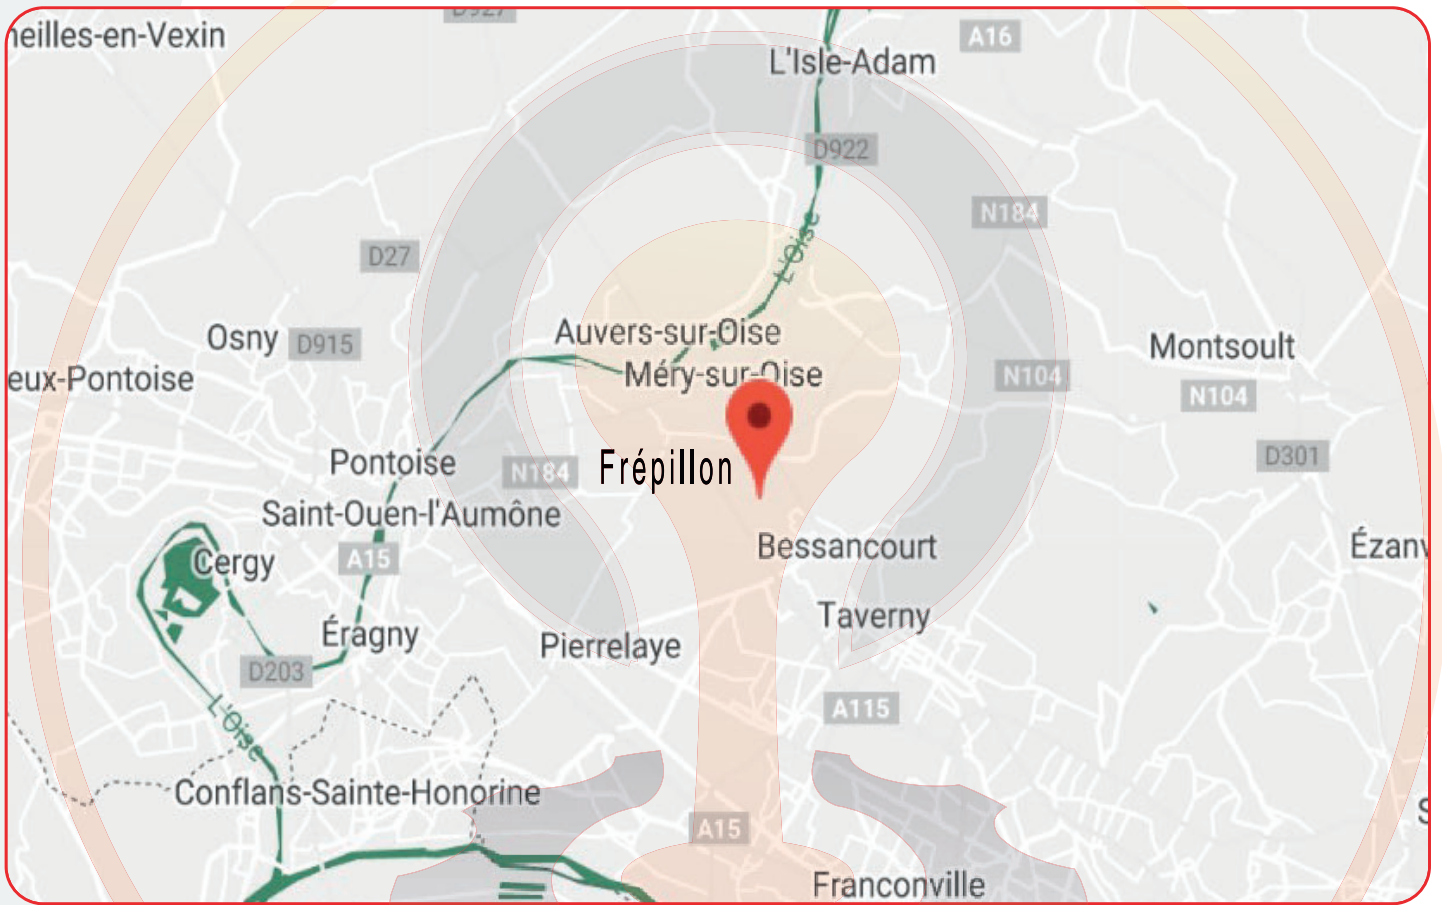 D927
neilles-en-Vexin
A16
L'Isle-Adam
D922
N184
L'Oise
D27
Auvers-sur-Oise
Osny
D915
Montsoult
Méry-sur-Oise
eux-Pontoise
N104
N104
Pontoise
N184
Frépillon
D301
Saint-Ouen-l'Aumône
Bessancourt
Ézanv
A15
Cergy
Taverny
Éragny
Pierrelaye
D203
A115
L'Oise
Conflans-Sainte-Honorine
A15
S
Franconville